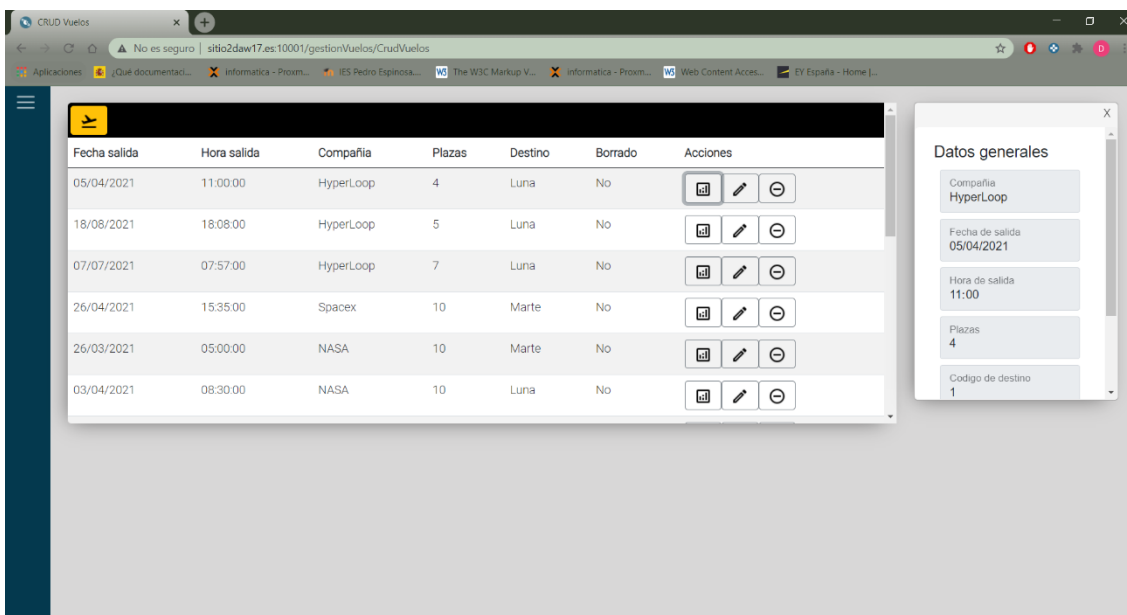 CRUD Vuelos
No es seguro | sitio2daw17.es:10001/gestionVuelos/CrudVuelos
Aplicaciones ¿Qué documentaci... Informatica - Proxm... IES Pedro Espinosa... The W3C Markup V... informatica - Proxm... Web Content Acces... EY España - Home |...
X
Fecha salida Hora salida Compañia Plazas Destino Borrado Acciones
05/04/2021 11:00:00 HyperLoop 4 Luna No
18/08/2021 18:08:00 HyperLoop 5 Luna No
07/07/2021 07:57:00 HyperLoop 7 Luna No
26/04/2021 15:35:00 Spacex 10 Marte No
26/03/2021 05:00:00 NASA 10 Marte No
03/04/2021 08:30:00 NASA 10 Luna No
Datos generales
Compañia
HyperLoop
Fecha de salida
05/04/2021
Hora de salida
11:00
Plazas
4
Codigo de destino
1